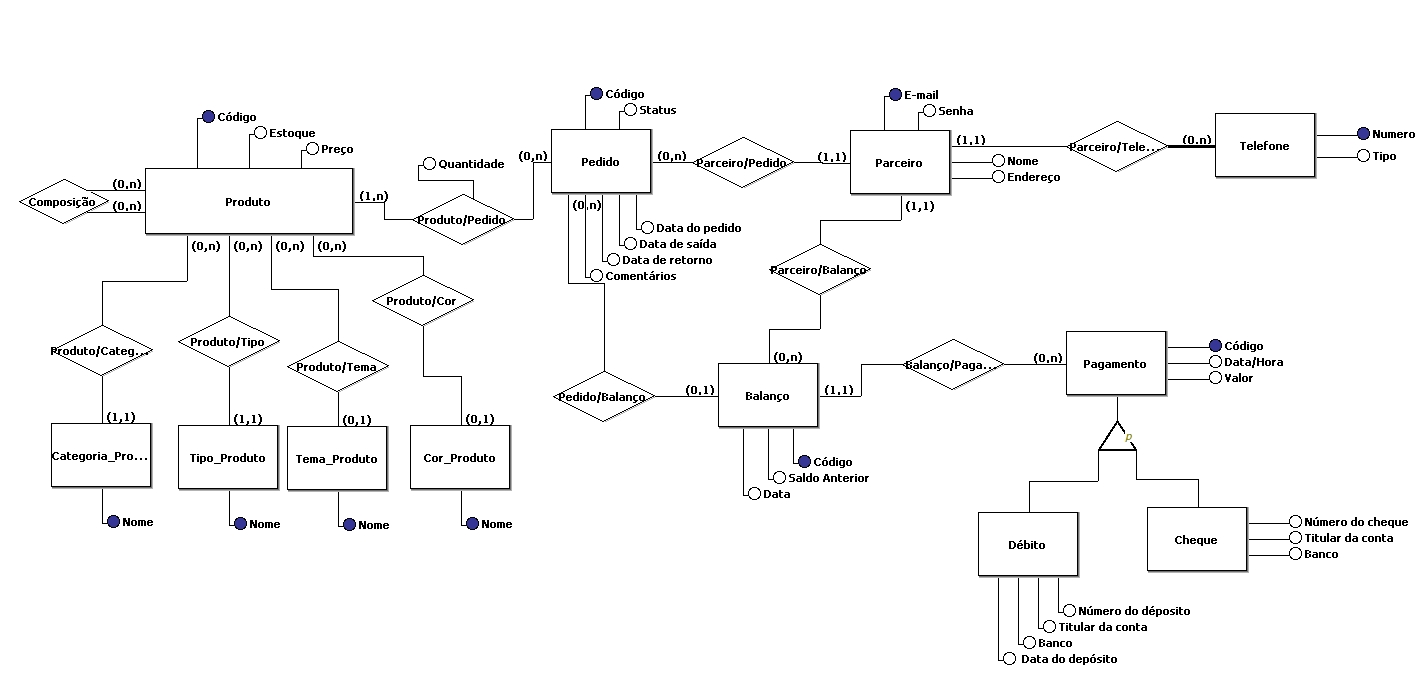 Código
Estoque
Preço
Produto
Composição
(0,n)
(0,n)
(1,n)
(0,n)
(0,n)
(0,n)
(0,n)
Quantidade
Produto/Pedido
(0,n)
Produto/Categ...
Produto/Tipo
Produto/Tema
Produto/Cor
(1,1)
(1,1)
(0,1)
(0,1)
Categoria_Pro...
Tipo_Produto
Tema_Produto
Cor_Produto
Nome
Nome
Nome
Nome
Código
Status
Pedido
(0,n)
Data do pedido
Data de saída
Data de retorno
Comentários
(0,n)
Parceiro/Pedido
(1,1)
E-mail
Senha
Parceiro
Nome
Endereço
(1,1)
Parceiro/Tele...
(0,n)
Telefone
Numero
Tipo
(1,1)
Parceiro/Balanço
(0,n)
Pedido/Balanço
(0,1)
Balanço
Código
Saldo Anterior
Data
(1,1)
Balanço/Paga...
(0,n)
Pagamento
Código
Data/Hora
Valor
p
Débito
Número do déposito
Titular da conta
Banco
Data do depósito
Cheque
Número do cheque
Titular da conta
Banco